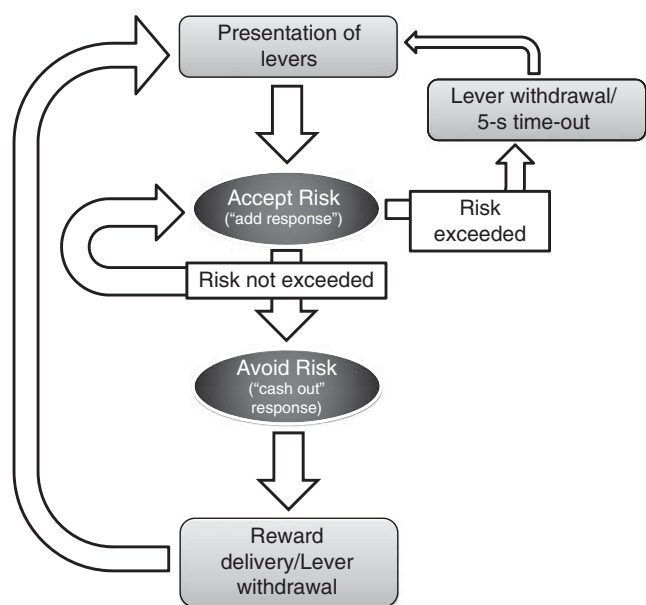 Presentation of
levers
Lever withdrawal/
5-s time-out
Accept Risk
(“add response”)
Risk
exceeded
Risk not exceeded
Avoid Risk
(“cash out”
response)
Reward
delivery/Lever
withdrawal